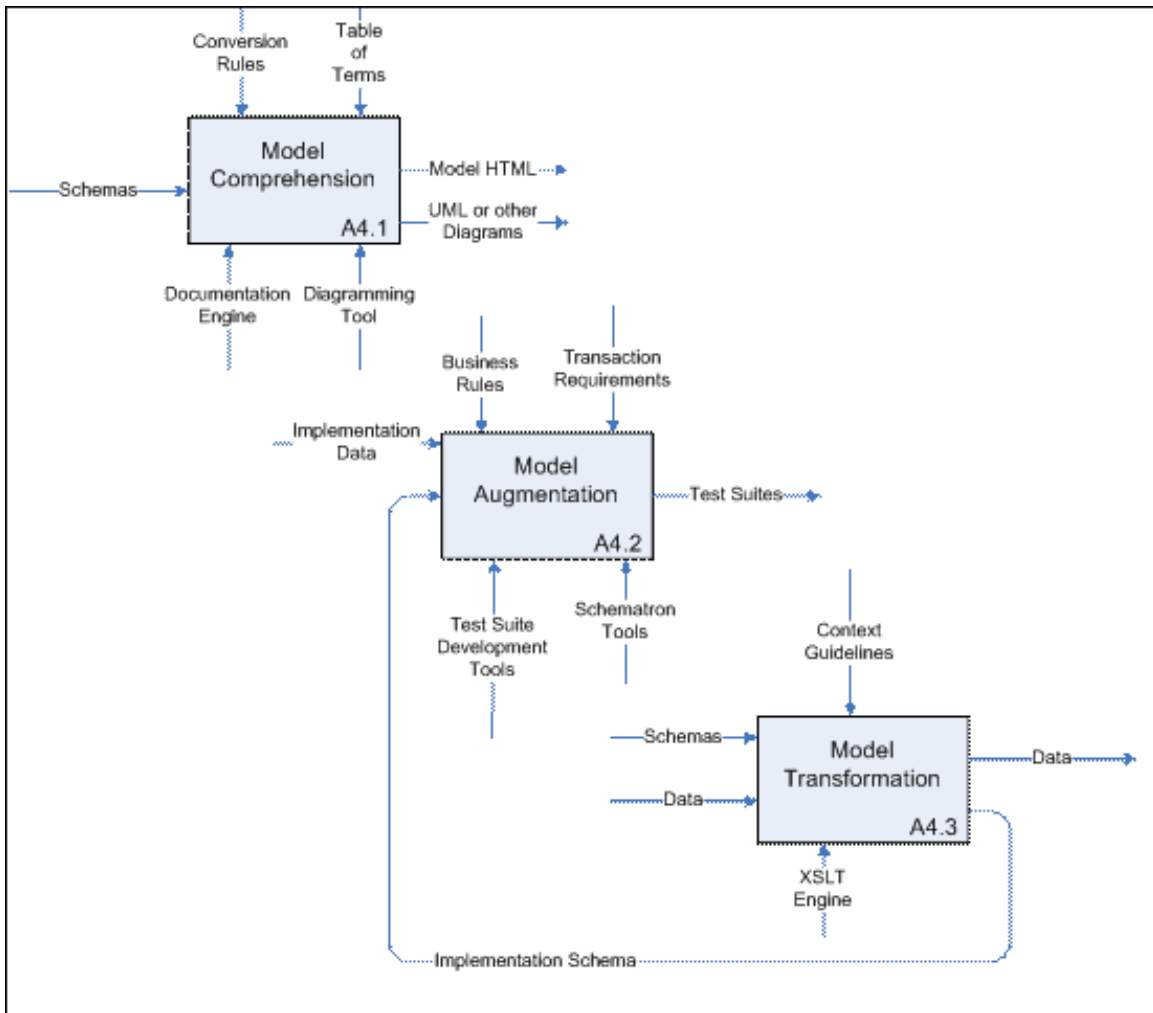 Conversion
Rules
Table
of
Terms
Model
Comprehension
A4.1
Schemas
Model HTML
UML or other
Diagrams
Documentation
Engine
Diagramming
Tool
Business
Rules
Transaction
Requirements
Implementation
Data
Model
Augmentation
A4.2
Test Suites
Test Suite
Development
Tools
Schematron
Tools
Context
Guidelines
Schemas
Data
Model
Transformation
A4.3
Data
XSLT
Engine
Implementation Schema